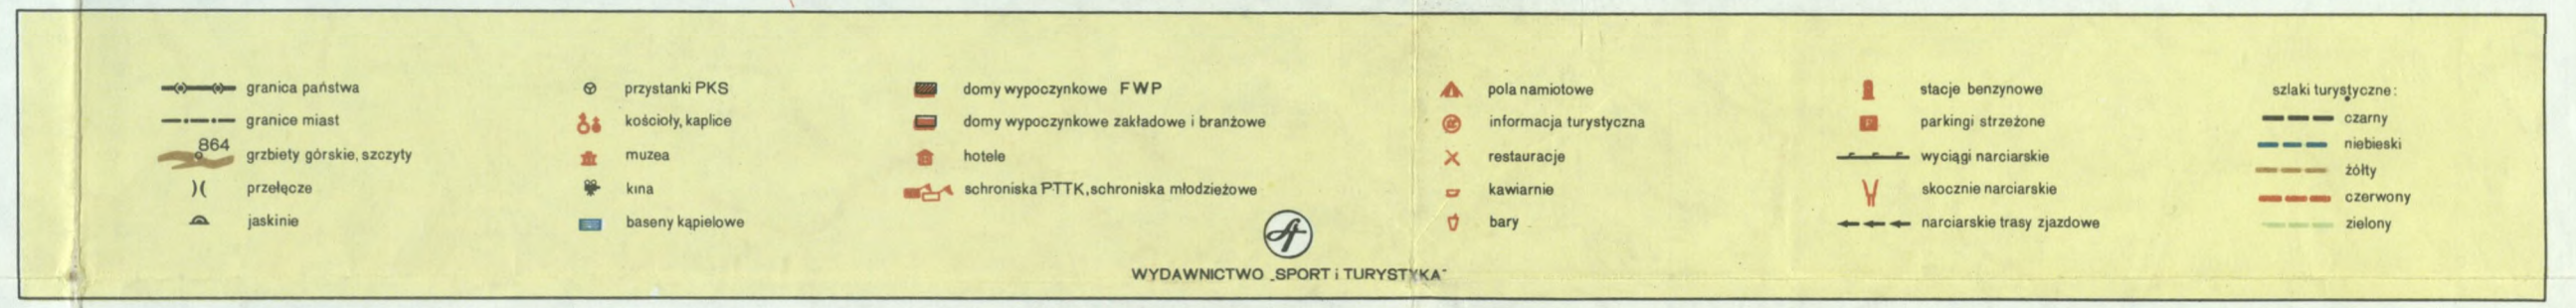 granica państwa
granice miast
864
grzbiety górskie, szczyty
przełęcze
jaskinie
przystanki PKS
kościoły, kaplice
muzea
kina
baseny kąpielowe
domy wypoczynkowe FWP
domy wypoczynkowe zakładowe i branżowe
hotele
schroniska PTTK, schroniska młodzieżowe
pola namiotowe
informacja turystyczna
restauracje
kawiarnie
bary
stacje benzynowe
P parkingi strzeżone
wyciągi narciarskie
skocznie narciarskie
narciarskie trasy zjazdowe
szlaki turystyczne:
czarny
niebieski
żółty
czerwony
zielony
WYDAWNICTWO „SPORT i TURYSTYKA"